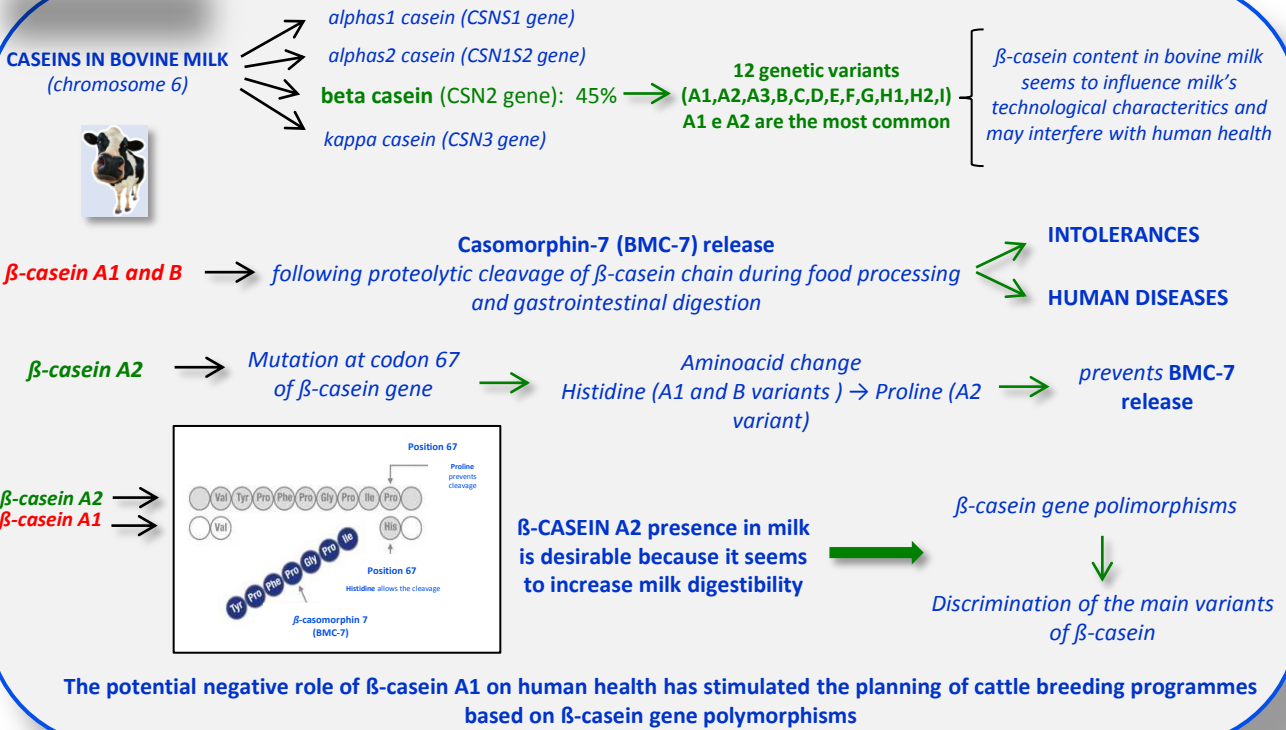 alphas1 casein (CSNS1 gene)
CASEINS IN BOVINE MILK
(chromosome 6)
alphas2 casein (CSN1S2 gene)
beta casein (CSN2 gene): 45%
kappa casein (CSN3 gene)
12 genetic variants
(A1,A2,A3,B,C,D,E,F,G,H1,H2,I)
A1 e A2 are the most common
ß-casein content in bovine milk
seems to influence milk's
technological characteritics and
may interfere with human health
ß-casein A1 and B
Casomorphin-7 (BMC-7) release
following proteolytic cleavage of ß-casein chain during food processing
and gastrointestinal digestion
INTOLERANCES
HUMAN DISEASES
ß-casein A2
Mutation at codon 67
of ß-casein gene
Aminoacid change
Histidine (A1 and B variants ) → Proline (A2
variant)
prevents BMC-7
release
ß-casein A2
ß-casein A1
Position 67
Proline
prevents
cleavage
Val Tyr Pro Phe Pro Gly Pro Ile Pro
Val
His
Tyr Pro Phe Pro Gly Pro Ile
Position 67
Histidine allows the cleavage
ß-casomorphin 7
(BMC-7)
ß-CASEIN A2 presence in milk
is desirable because it seems
to increase milk digestibility
ß-casein gene polimorphisms
Discrimination of the main variants
of ß-casein
The potential negative role of ß-casein A1 on human health has stimulated the planning of cattle breeding programmes
based on ß-casein gene polymorphisms